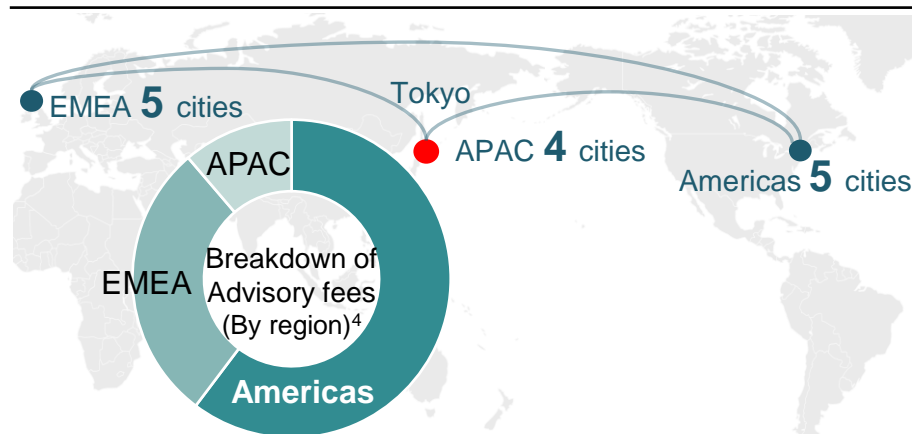 Tokyo
EMEA 5 cities
APAC 4 cities
Americas 5 cities
APAC
EMEA
Breakdown of
Advisory fees
(By region)4
Americas